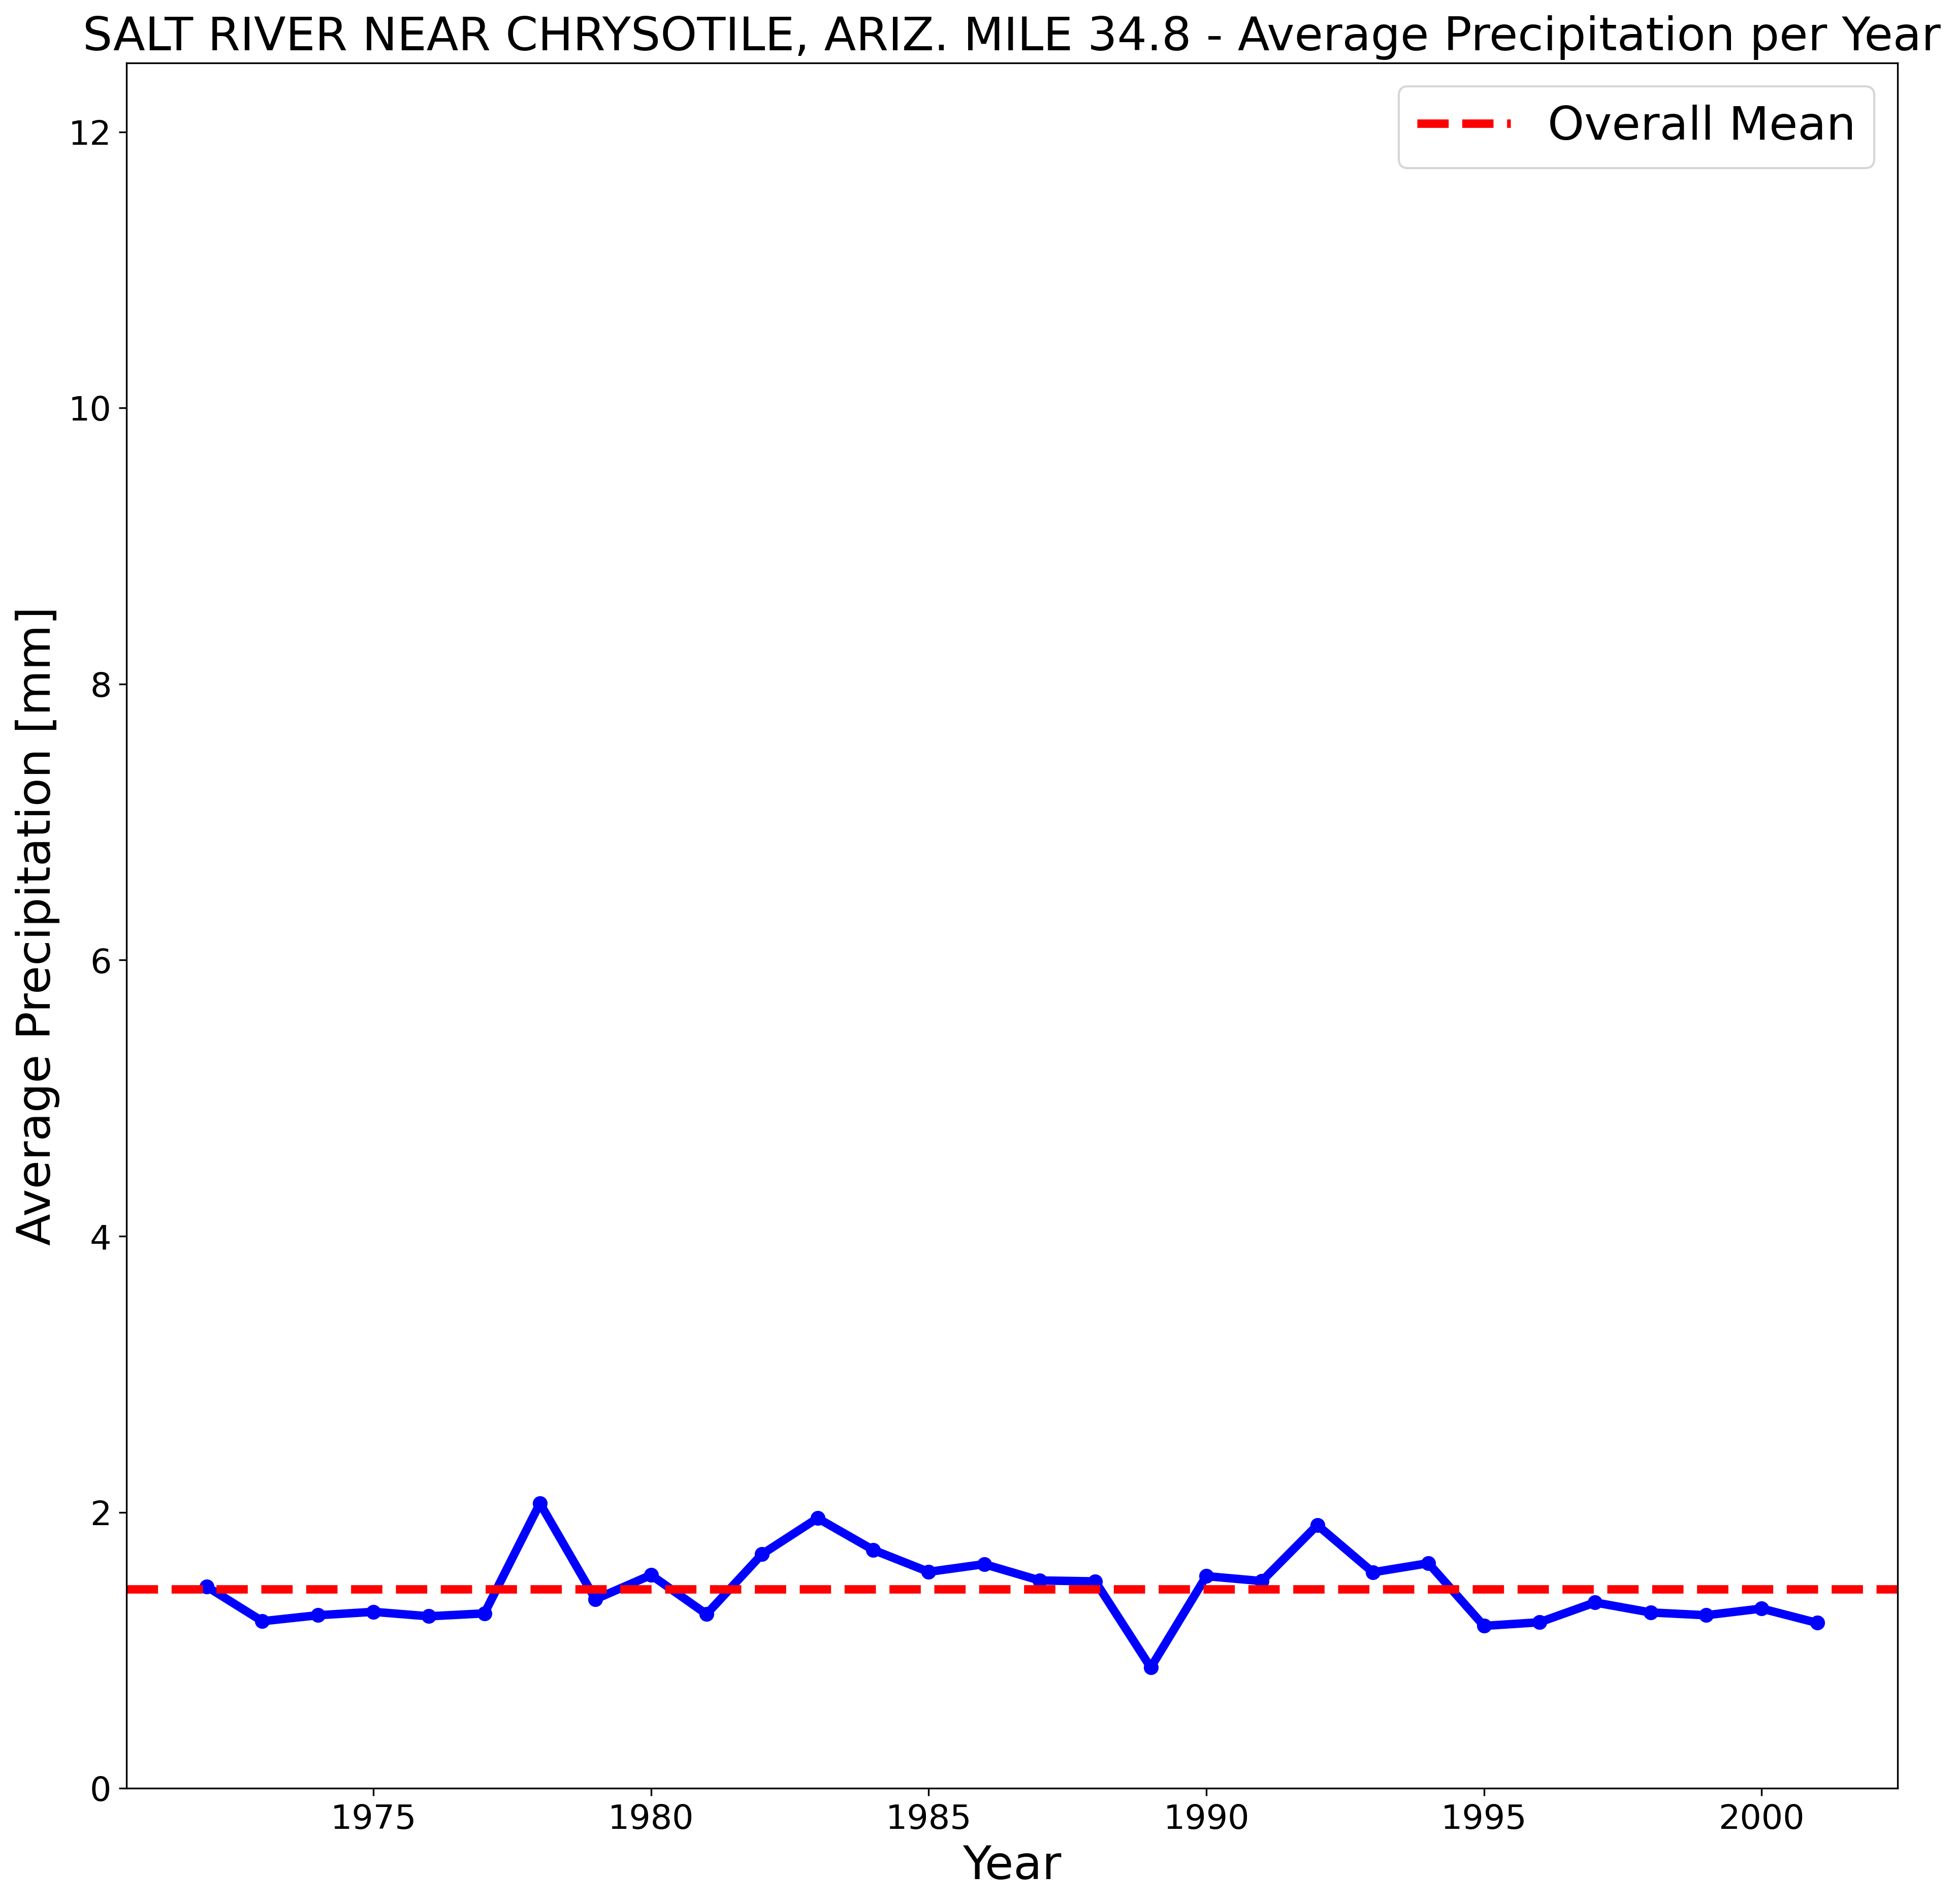 SALT RIVER NEAR CHRYSOTILE, ARIZ. MILE 34.8 - Average Precipitation per Year
Overall Mean
Average Precipitation [mm]
12
10
8
6
4
2
0
1975 1980 1985 1990 1995 2000
Year